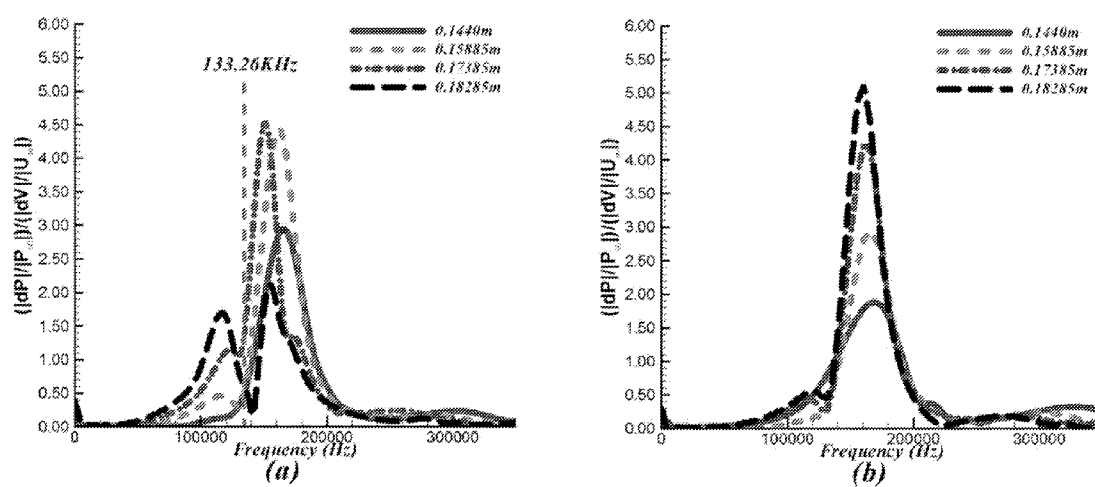 6.00
5.50
5.00
4.50
4.00
3.50
3.00
2.50
2.00
1.50
1.00
0.50
0.00
(|dP|/|P∞|)/(|dV|/|U∞|)
133.26KHz
0.1440m
0.15885m
0.17385m
0.18285m
0 100000 200000 300000
Frequency (Hz)
(a)
6.00
5.50
5.00
4.50
4.00
3.50
3.00
2.50
2.00
1.50
1.00
0.50
0.00
(|dP|/|P∞|)/(|dV|/|U∞|)
0.1440m
0.15885m
0.17385m
0.18285m
0 100000 200000 300000
Frequency (Hz)
(b)